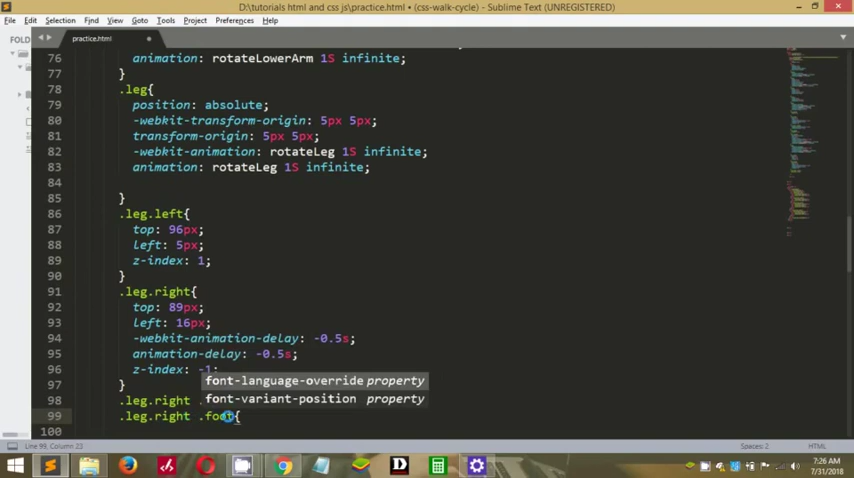 D:\tutorials html and css js\practice.html • (css-walk-cycle) - Sublime Text (UNREGISTERED)
File Edit Selection Find View Goto Tools Project Preferences Help
FOLD practice.html
76 animation: rotateLowerArm 1S infinite;
77 }
78 .leg{
79 position: absolute;
80 -webkit-transform-origin: 5px 5px;
81 transform-origin: 5px 5px;
82 -webkit-animation: rotateLeg 1S infinite;
83 animation: rotateLeg 1S infinite;
84
85 }
86 .leg.left{
87 top: 96px;
88 left: 5px;
89 z-index: 1;
90 }
91 .leg.right{
92 top: 89px;
93 left: 16px;
94 -webkit-animation-delay: -0.5s;
95 animation-delay: -0.5s;
96 z-index: -1;
97 }
font-language-override property
font-variant-position property
98 .leg.right
99 .leg.right .foot{
100
Line 99, Column 23 Spaces: 2 HTML
7:26 AM
7/31/2018